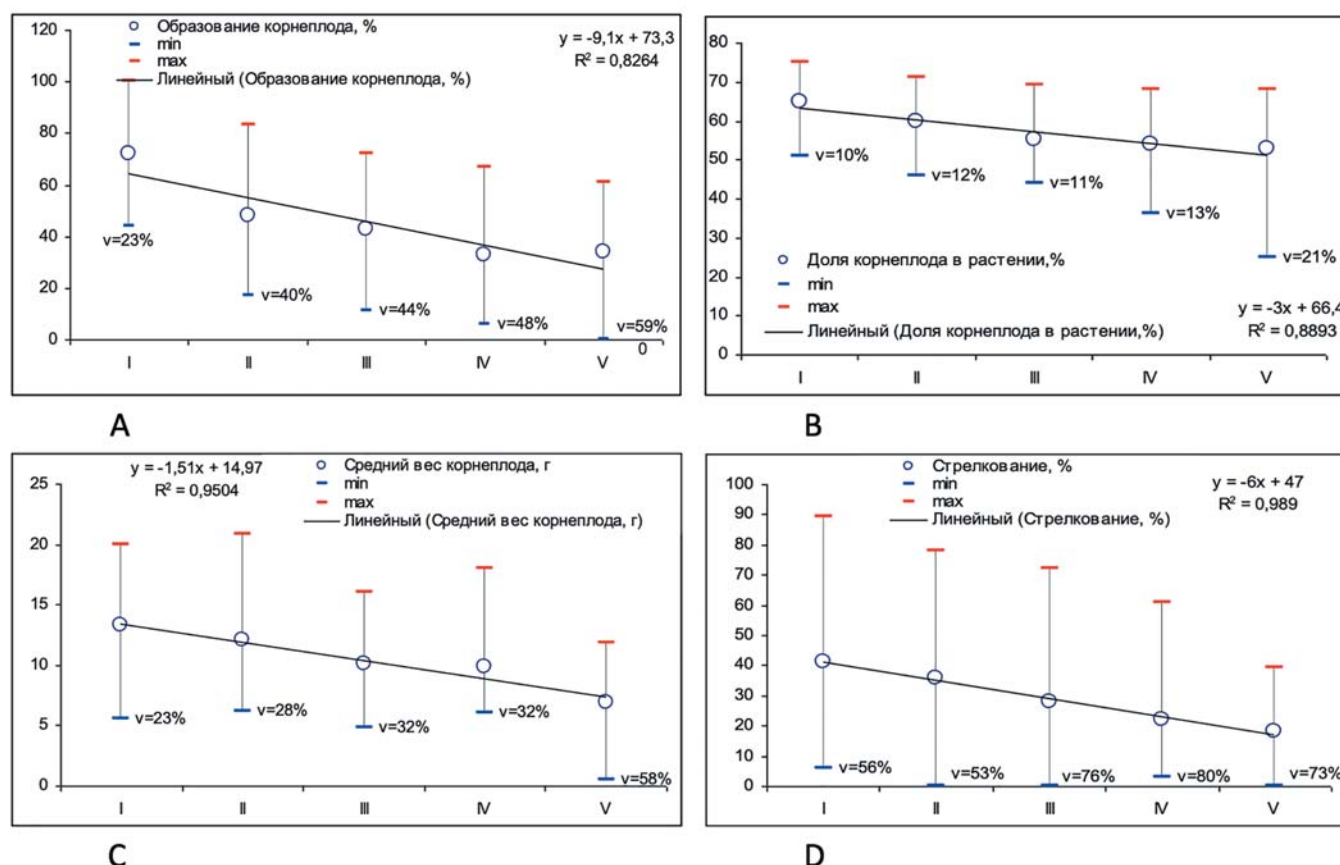 Образование корнеплода, %
min
max
Линейный (Образование корнеплода, %)
y = -9,1x + 73,3
R² = 0,8264
120
100
80
60
40
20
0
v=23%
v=40%
v=44%
v=48%
v=59%
0
I II III IV V
A
80
70
60
50
40
30
20
10
0
v=10%
v=12%
v=11%
v=13%
v=21%
Доля корнеплода в растении,%
min
max
Линейный (Доля корнеплода в растении,%)
y = -3x + 66,4
R² = 0,8893
I II III IV V
B
y = -1,51x + 14,97
R² = 0,9504
Средний вес корнеплода, г
min
max
Линейный (Средний вес корнеплода, г)
25
20
15
10
5
0
v=23%
v=28%
v=32%
v=32%
v=58%
I II III IV V
C
Стрелкование, %
min
max
Линейный (Стрелкование, %)
y = -6x + 47
R² = 0,989
100
90
80
70
60
50
40
30
20
10
0
v=56%
v=53%
v=76%
v=80%
v=73%
I II III IV V
D